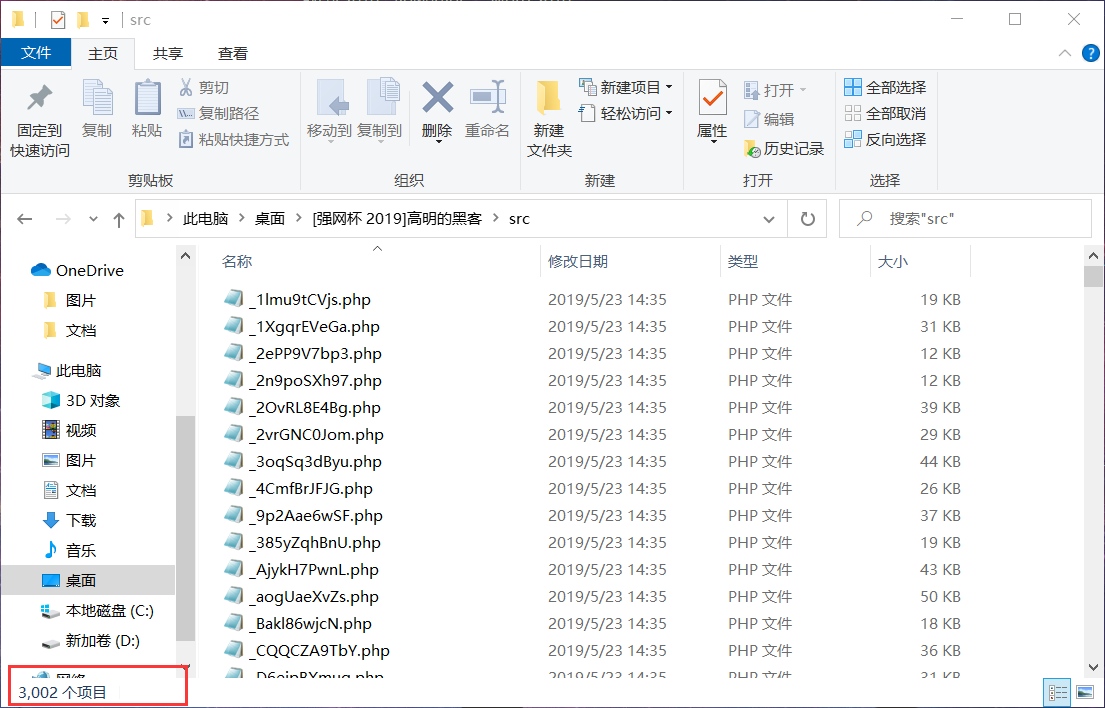 src
文件 主页 共享 查看
固定到快速访问 复制 粘贴 剪切 复制路径 粘贴快捷方式
移动到 复制到 删除 重命名
新建文件夹 新建项目 轻松访问
属性 打开 编辑 历史记录
全部选择 全部取消 反向选择
剪贴板 组织 新建 打开 选择
此电脑 桌面 [强网杯 2019]高明的黑客 src
搜索"src"
OneDrive
图片
文档
此电脑
3D 对象
视频
图片
文档
下载
音乐
桌面
本地磁盘 (C:)
新加卷 (D:)
网络
名称 修改日期 类型 大小
_1lmu9tCVjs.php 2019/5/23 14:35 PHP 文件 19 KB
_1XgqrEVeGa.php 2019/5/23 14:35 PHP 文件 31 KB
_2ePP9V7bp3.php 2019/5/23 14:35 PHP 文件 12 KB
_2n9poSXh97.php 2019/5/23 14:35 PHP 文件 12 KB
_2OvRL8E4Bg.php 2019/5/23 14:35 PHP 文件 39 KB
_2vrGNC0Jom.php 2019/5/23 14:35 PHP 文件 29 KB
_3oqSq3dByu.php 2019/5/23 14:35 PHP 文件 44 KB
_4CmfBrJFJG.php 2019/5/23 14:35 PHP 文件 26 KB
_9p2Aae6wSF.php 2019/5/23 14:35 PHP 文件 37 KB
_385yZqhBnU.php 2019/5/23 14:35 PHP 文件 19 KB
_AjykH7PwnL.php 2019/5/23 14:35 PHP 文件 43 KB
_aogUaeXvZs.php 2019/5/23 14:35 PHP 文件 50 KB
_Bakl86wjcN.php 2019/5/23 14:35 PHP 文件 18 KB
_CQQCZA9TbY.php 2019/5/23 14:35 PHP 文件 36 KB
2019/5/23 14:35 PHP 文件 31 KB
3,002 个项目